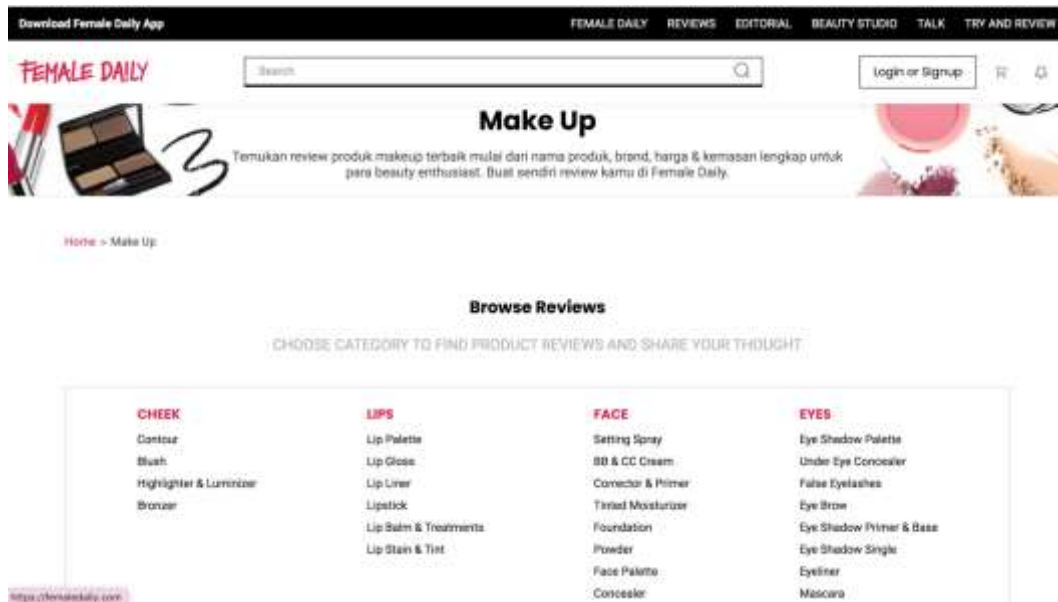 Download Female Daily App
FEMALE DAILY REVIEWS EDITORIAL BEAUTY STUDIO TALK TRY AND REVIEW
FEMALE DAILY
Search
Login or Signup
Make Up
Temukan review produk makeup terbaik mulai dari nama produk, brand, harga & kemasan lengkap untuk
para beauty enthusiast. Buat sendiri review kamu di Female Daily.
Home > Make Up
Browse Reviews
CHOOSE CATEGORY TO FIND PRODUCT REVIEWS AND SHARE YOUR THOUGHT
CHEEK
Contour
Blush
Highlighter & Luminizer
Bronzer
LIPS
Lip Palette
Lip Gloss
Lip Liner
Lipstick
Lip Balm & Treatments
Lip Stain & Tint
FACE
Setting Spray
BB & CC Cream
Corrector & Primer
Tinted Moisturizer
Foundation
Powder
Face Palette
Concealer
EYES
Eye Shadow Palette
Under Eye Concealer
False Eyelashes
Eye Brow
Eye Shadow Primer & Base
Eye Shadow Single
Eyeliner
Mascara
https://femaledaily.com